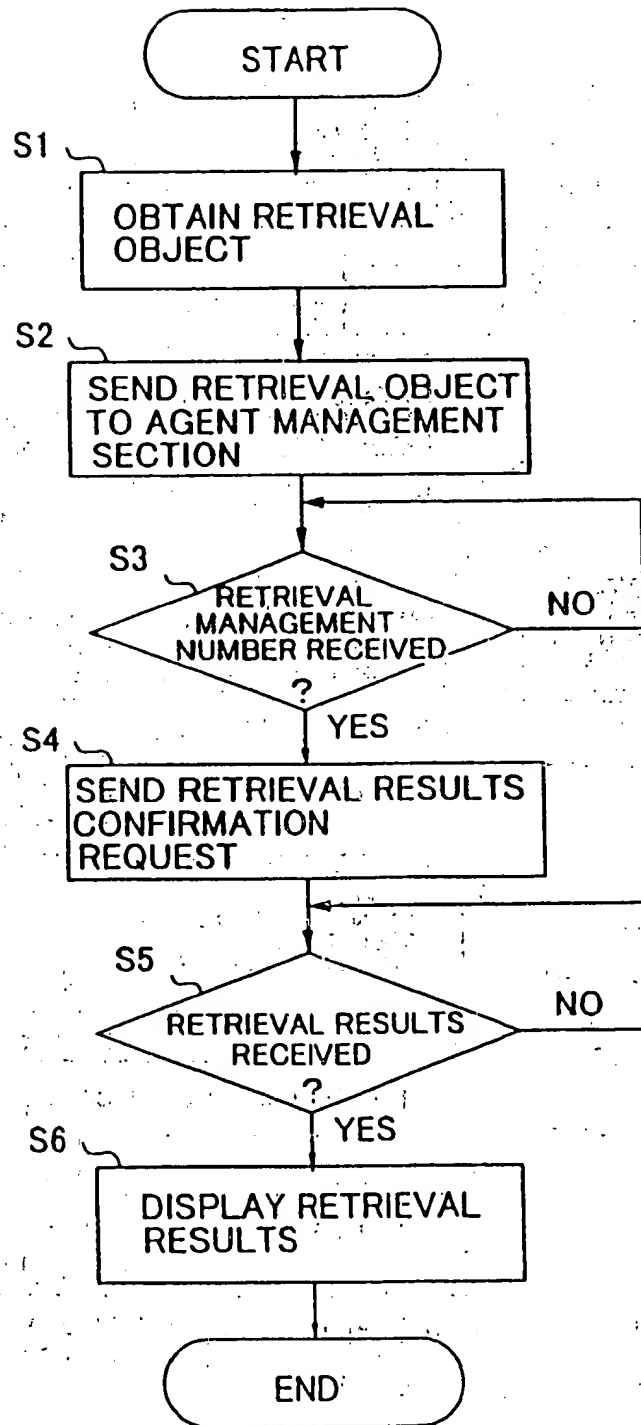 START
S1
OBTAIN RETRIEVAL
OBJECT
S2
SEND RETRIEVAL OBJECT
TO AGENT MANAGEMENT
SECTION
S3
RETRIEVAL
MANAGEMENT
NUMBER RECEIVED
?
NO
YES
S4
SEND RETRIEVAL RESULTS
CONFIRMATION
REQUEST
S5
RETRIEVAL RESULTS
RECEIVED
?
NO
YES
S6
DISPLAY RETRIEVAL
RESULTS
END